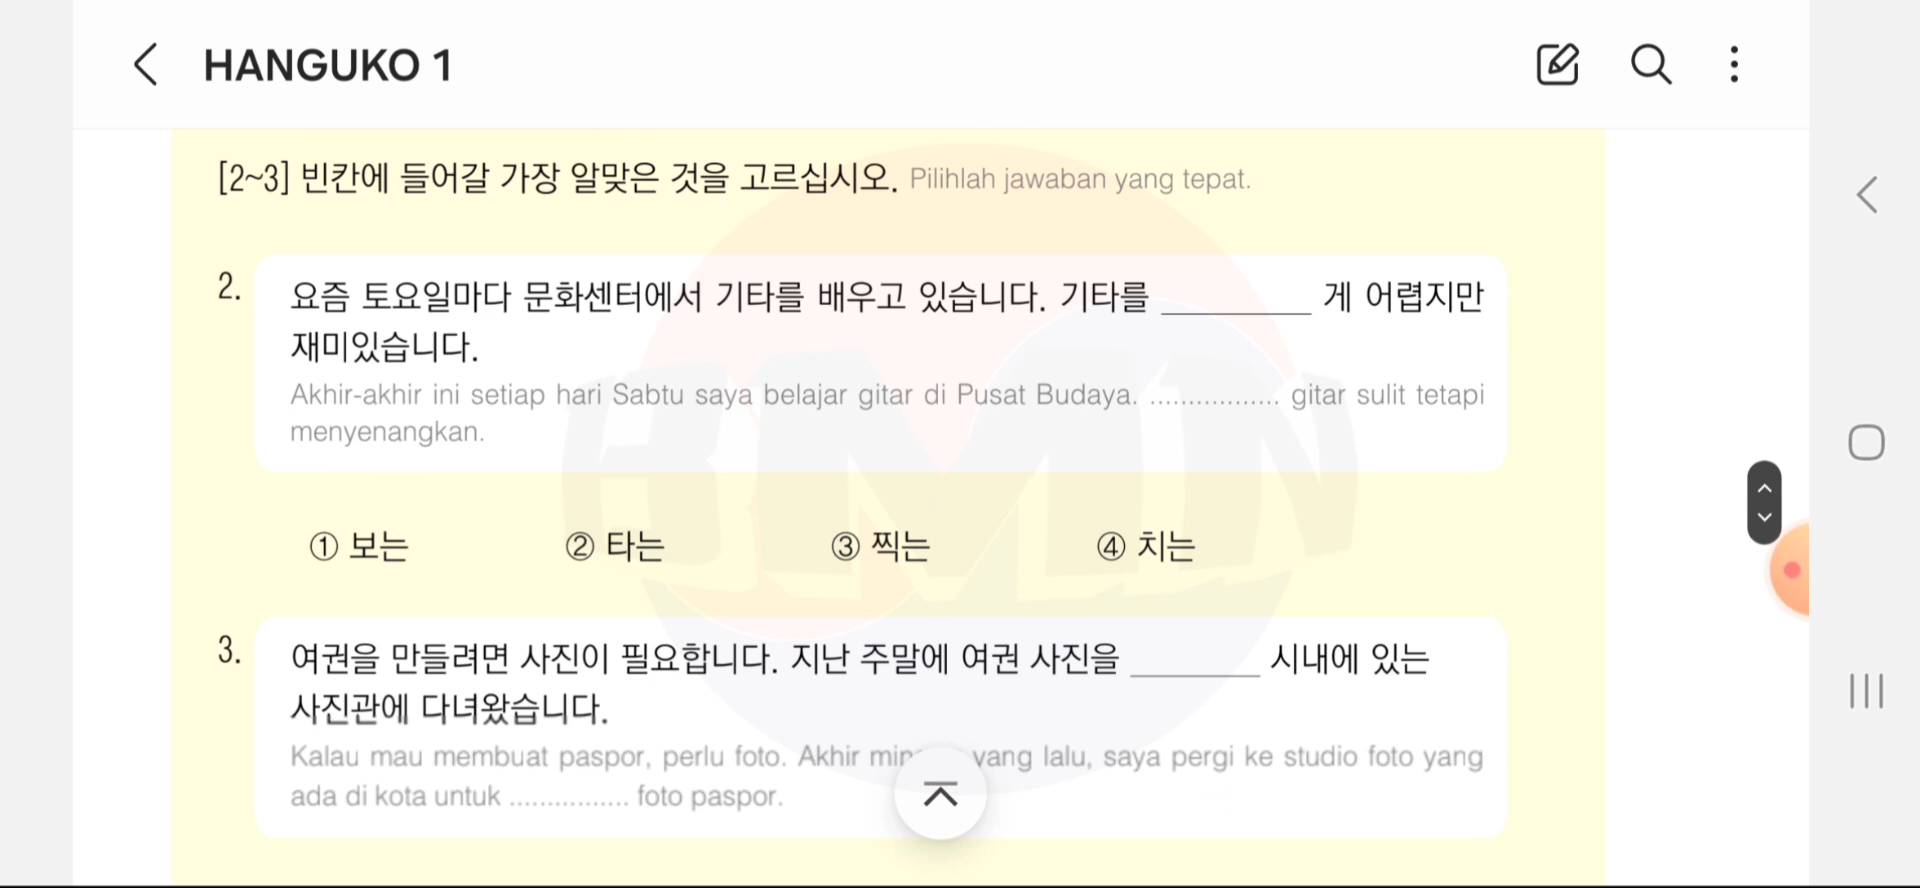 HANGUKO 1
[2~3] 빈칸에 들어갈 가장 알맞은 것을 고르십시오. Pilihlah jawaban yang tepat.
2. 요즘 토요일마다 문화센터에서 기타를 배우고 있습니다. 기타를 __________ 게 어렵지만
재미있습니다.
Akhir-akhir ini setiap hari Sabtu saya belajar gitar di Pusat Budaya. ................. gitar sulit tetapi
menyenangkan.
① 보는 ② 타는 ③ 찍는 ④ 치는
3. 여권을 만들려면 사진이 필요합니다. 지난 주말에 여권 사진을 ________ 시내에 있는
사진관에 다녀왔습니다.
Kalau mau membuat paspor, perlu foto. Akhir yang lalu, saya pergi ke studio foto yang
ada di kota untuk ................ foto paspor.
BMN